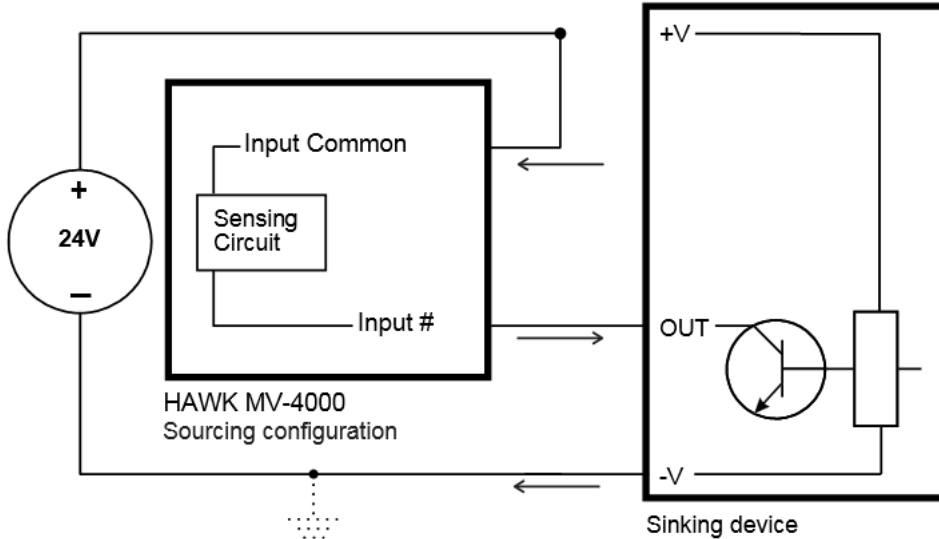 +V
Input Common
+
24V
–
Sensing
Circuit
Input #
OUT
HAWK MV-4000
Sourcing configuration
-V
Sinking device